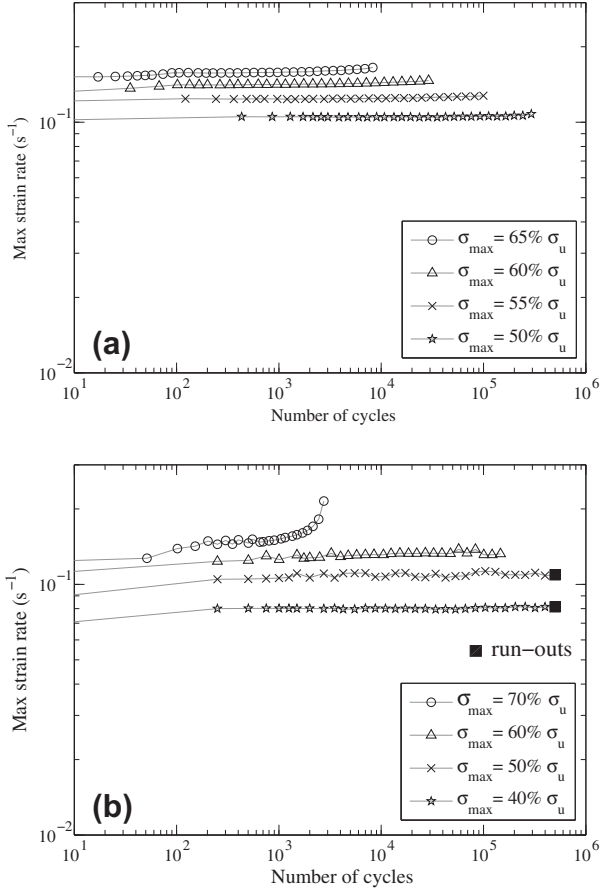 Max strain rate (s⁻¹)
10⁻¹
10⁻²
σmax = 65% σu
σmax = 60% σu
σmax = 55% σu
σmax = 50% σu
(a)
10¹ 10² 10³ 10⁴ 10⁵ 10⁶
Number of cycles
Max strain rate (s⁻¹)
10⁻¹
10⁻²
run−outs
σmax = 70% σu
σmax = 60% σu
σmax = 50% σu
σmax = 40% σu
(b)
10¹ 10² 10³ 10⁴ 10⁵ 10⁶
Number of cycles